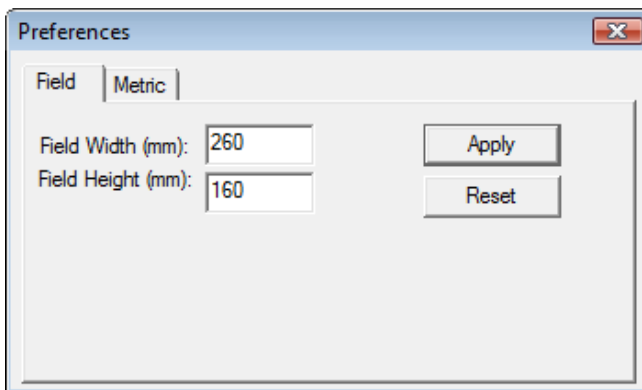 Preferences
Field Metric
Field Width (mm): 260 Apply
Field Height (mm): 160 Reset